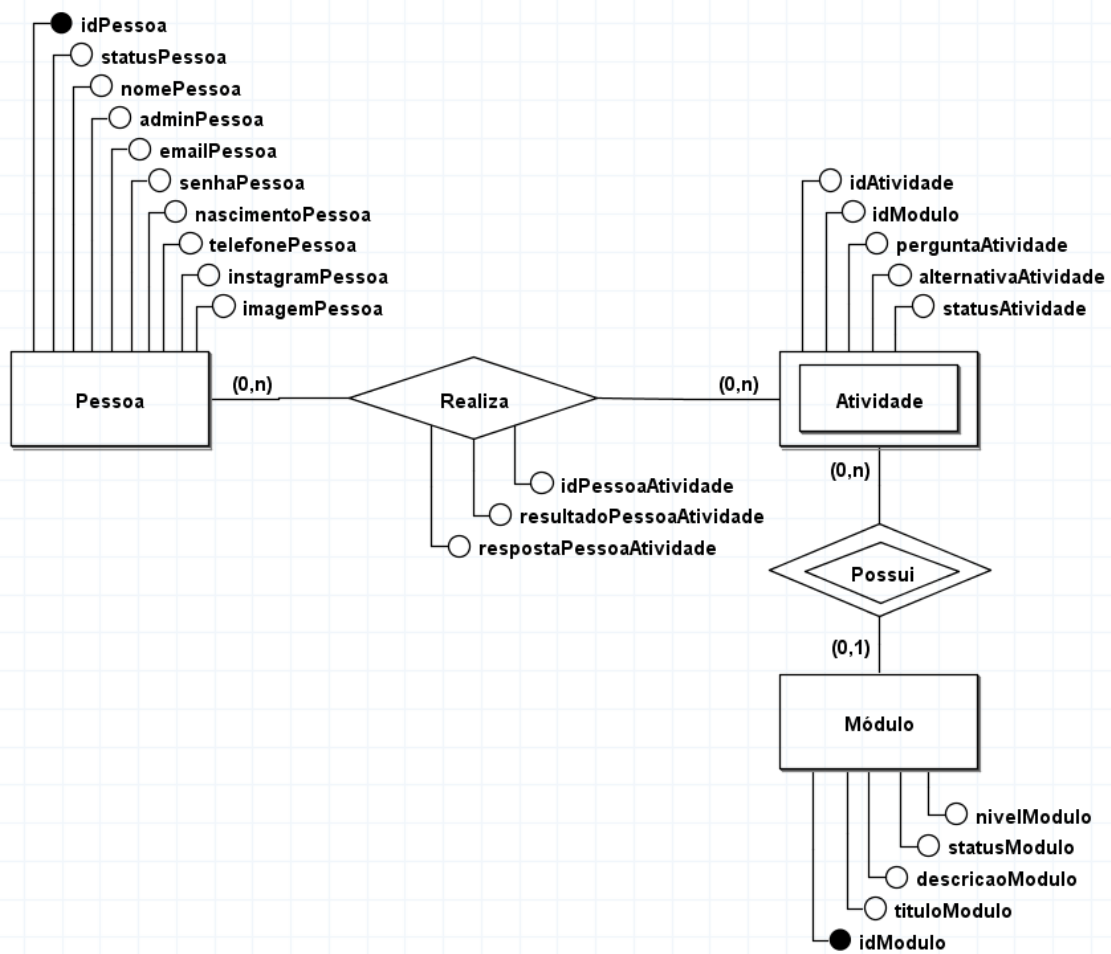 idPessoa
statusPessoa
nomePessoa
adminPessoa
emailPessoa
senhaPessoa
nascimentoPessoa
telefonePessoa
instagramPessoa
imagemPessoa
Pessoa
(0,n)
Realiza
idPessoaAtividade
resultadoPessoaAtividade
respostaPessoaAtividade
(0,n)
idAtividade
idModulo
perguntaAtividade
alternativaAtividade
statusAtividade
Atividade
(0,n)
Possui
(0,1)
Módulo
nivelModulo
statusModulo
descricaoModulo
tituloModulo
idModulo